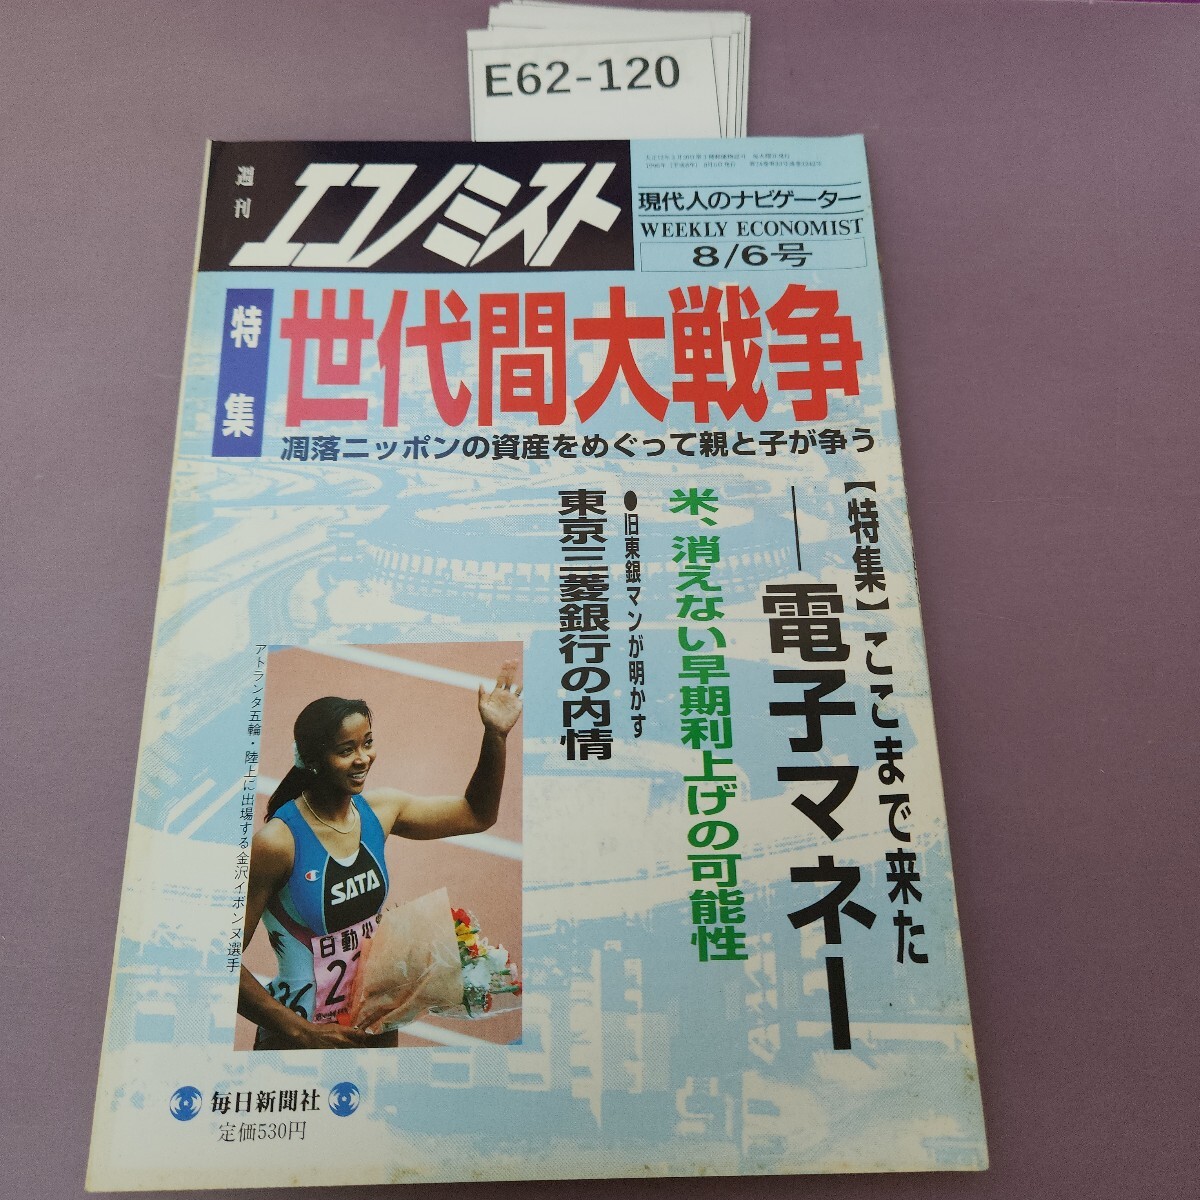 E62-120
週刊
エコノミスト
現代人のナビゲーター
WEEKLY ECONOMIST
8/6号
特集
世代間大戦争
凋落ニッポンの資産をめぐって親と子が争う
【特集】ここまで来た
──電子マネー
米、消えない早期利上げの可能性
●旧東銀マンが明かす
東京三菱銀行の内情
アトランタ五輪・陸上に出場する金沢イボンヌ選手
SATA
自動小
2
毎日新聞社
定価530円